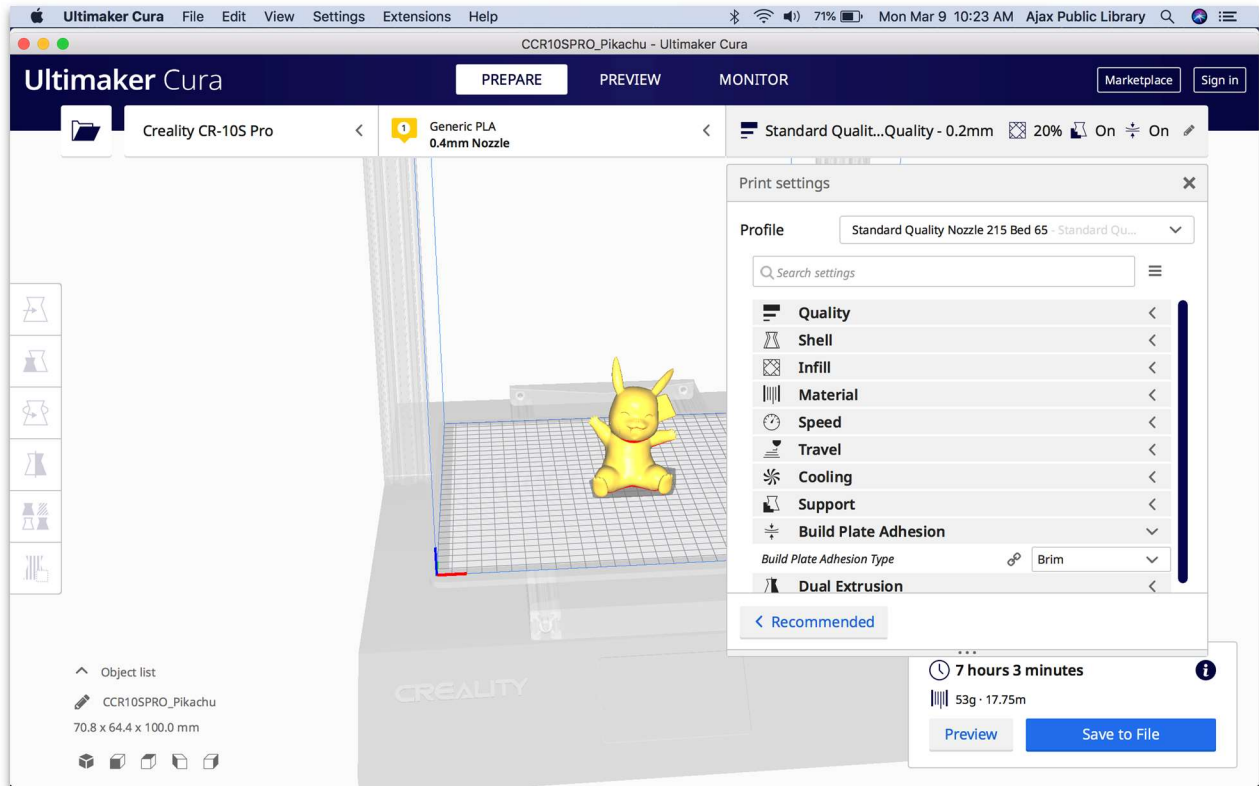 Ultimaker Cura File Edit View Settings Extensions Help 71% Mon Mar 9 10:23 AM Ajax Public Library
CCR10SPRO_Pikachu - Ultimaker Cura
Ultimaker Cura PREPARE PREVIEW MONITOR Marketplace Sign in
Creality CR-10S Pro
1 Generic PLA
0.4mm Nozzle
Standard Qualit...Quality - 0.2mm 20% On On
Print settings
Profile Standard Quality Nozzle 215 Bed 65 - Standard Qu...
Search settings
Quality
Shell
Infill
Material
Speed
Travel
Cooling
Support
Build Plate Adhesion
Build Plate Adhesion Type Brim
Dual Extrusion
Recommended
CREALITY
Object list
CCR10SPRO_Pikachu
70.8 x 64.4 x 100.0 mm
7 hours 3 minutes
53g · 17.75m
Preview Save to File